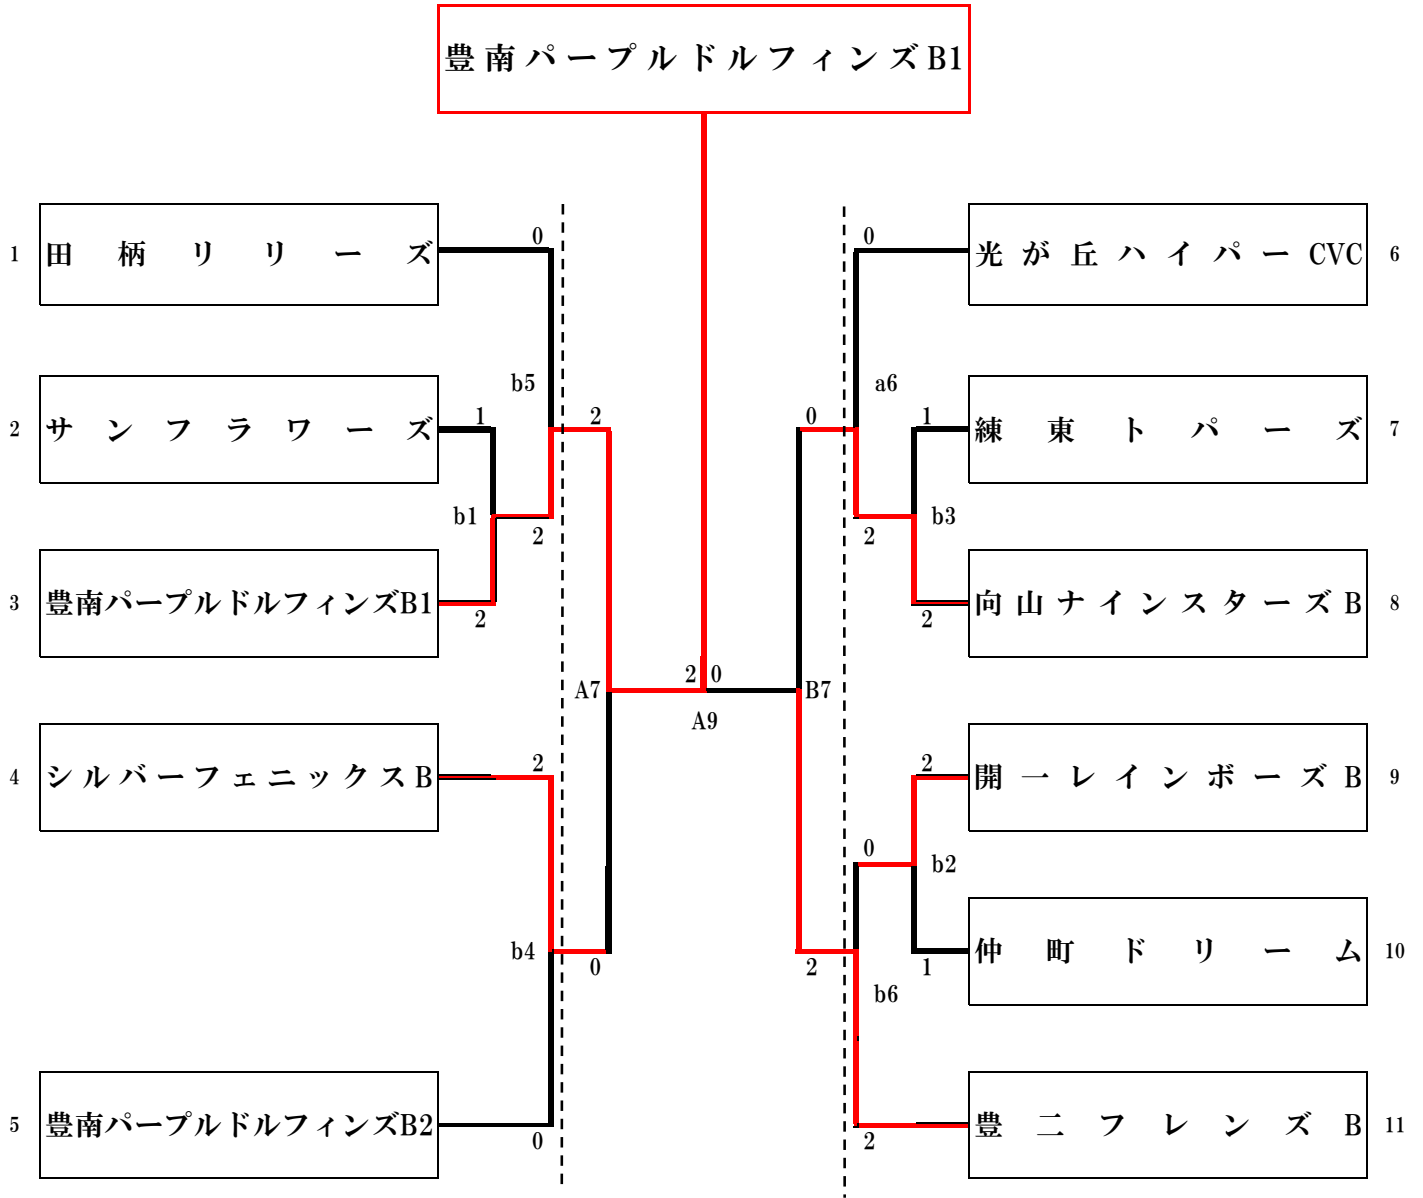 豊南パープルドルフィンズB1
1 田柄リリーズ 0
0 光が丘ハイパーCVC 6
b5
a6
2 サンフラワーズ 1
2
0
1 練東トパーズ 7
b1
2
2
b3
3 豊南パープルドルフィンズB1 2
2 向山ナインスターズB 8
A7
2 0
B7
A9
4 シルバーフェニックスB 2
2 開一レインボーズB 9
0
b2
b4
0
2
1 仲町ドリーム 10
b6
5 豊南パープルドルフィンズB2 0
2 豊二フレンズB 11